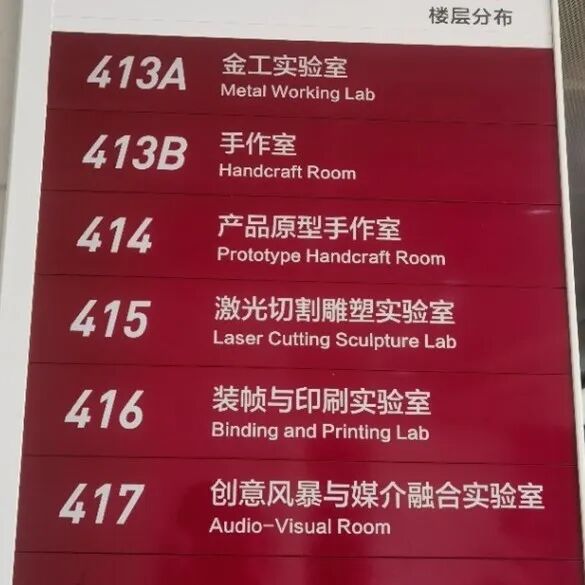 楼层分布
413A 金工实验室
Metal Working Lab
413B 手作室
Handcraft Room
414 产品原型手作室
Prototype Handcraft Room
415 激光切割雕塑实验室
Laser Cutting Sculpture Lab
416 装帧与印刷实验室
Binding and Printing Lab
417 创意风暴与媒介融合实验室
Audio-Visual Room